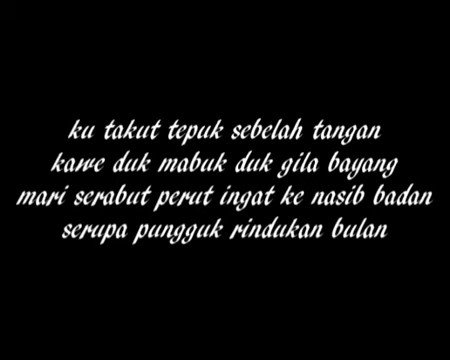 ku takut tepuk sebelah tangan
kawe duk mabuk duk gila bayang
mari serabut perut ingat ke nasib badan
serupa pungguk rindukan bulan